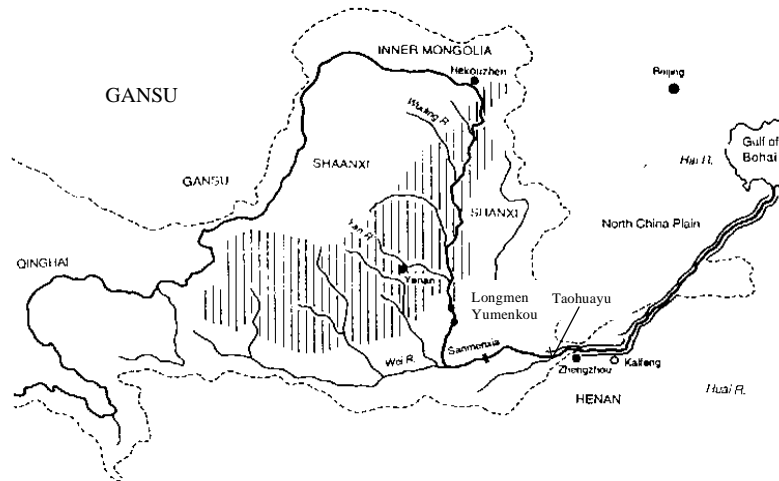 INNER MONGOLIA
Hekouzhen
Beijing
GANSU
Gulf of
Bohai
Hai R.
SHAANXI
GANSU
SHANXI
North China Plain
Yan R.
QINGHAI
Yenan
Longmen
Yumenkou
Taohuayu
Sanmenxia
Wei R.
Zhengzhou
Kaifeng
HENAN
Huai R.